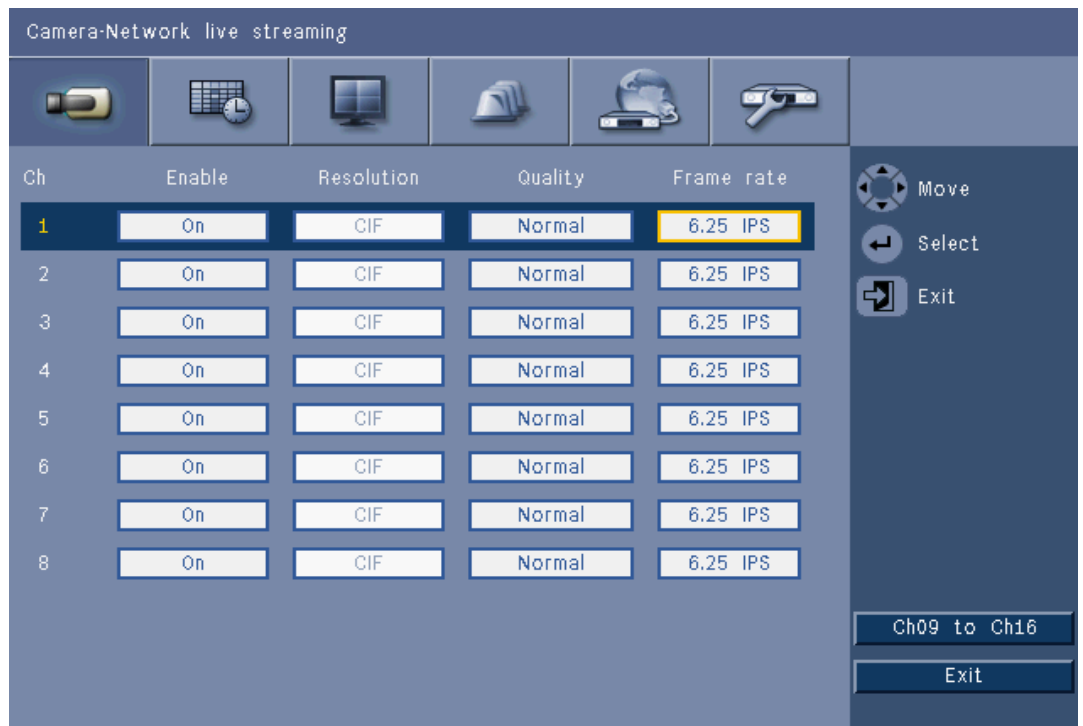 Camera-Network live streaming
Ch Enable Resolution Quality Frame rate
1 On CIF Normal 6.25 IPS
2 On CIF Normal 6.25 IPS
3 On CIF Normal 6.25 IPS
4 On CIF Normal 6.25 IPS
5 On CIF Normal 6.25 IPS
6 On CIF Normal 6.25 IPS
7 On CIF Normal 6.25 IPS
8 On CIF Normal 6.25 IPS
Move
Select
Exit
Ch09 to Ch16
Exit